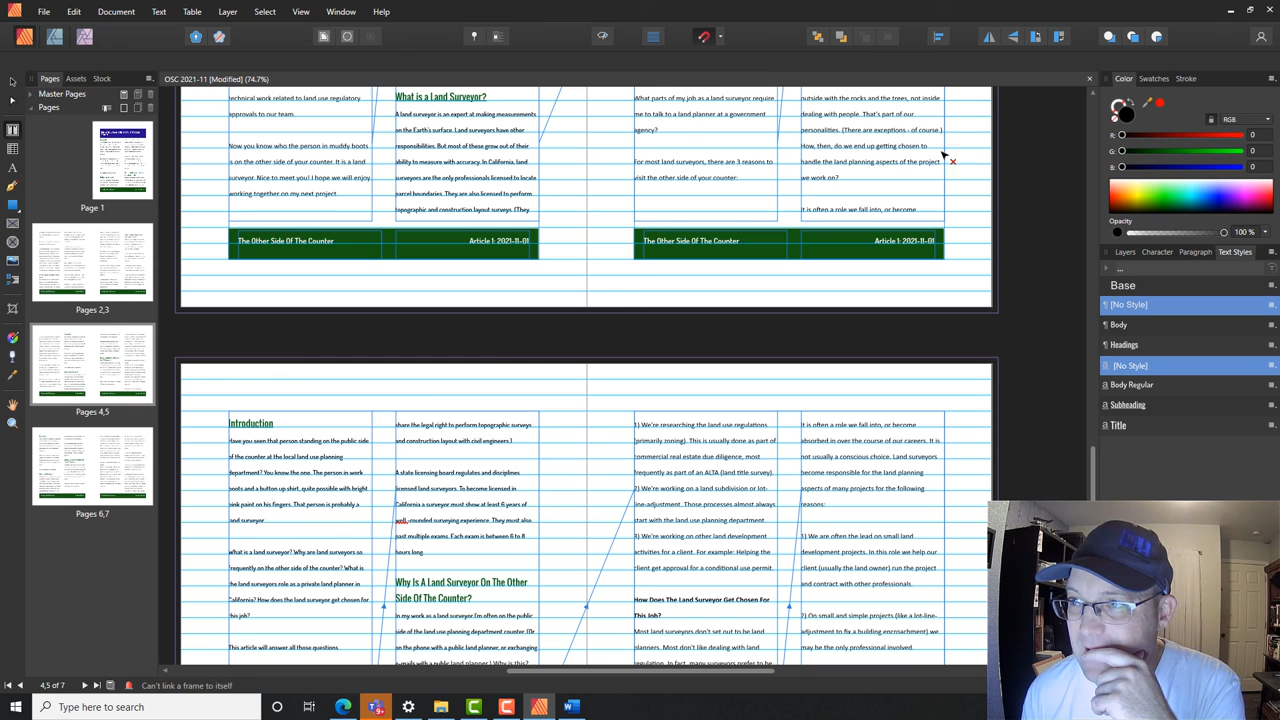 File Edit Text Table Layer Select View Window Help
Pages Assets Stock
OSC 2021-11 [Modified] (74.7%)
Color Swatches Stroke
Master Pages
Pages
Page 1
Pages 2,3
Pages 4,5
Pages 6,7
technical work related to land use regulatory
approvals to our team.
Now you know who the person in muddy boots
is on the other side of your counter. It is a land
surveyor. Nice to meet you! I hope we will enjoy
working together on my next project.
What is a Land Surveyor?
A land surveyor is an expert at making measurements
on the Earth's surface. Land surveyors have other
responsibilities. But most of these grow out of their
ability to measure with accuracy. In California, land
surveyors are the only professionals licensed to locate
parcel boundaries. They are also licensed to perform
topographic and construction layout surveys. (They
What parts of my job as a land surveyor require
me to talk to a land planner at a government
agency?
For most land surveyors, there are 3 reasons to
visit the other side of your counter:
outside with the rocks and the trees, not inside
dealing with people. That's part of our
personalities. (There are exceptions - of course.)
How, then, do we end up getting chosen to
handle the land planning aspects of the project
we work on?
It is often a role we fall into, or become
The Other Side Of The Counter Article 1: 2021-11-01
The Other Side Of The Counter Article 1: 2021-11-01
Introduction
Have you seen that person standing on the public side
of the counter at the local land use planning
department? You know the one. The person in work
boots and a button up shirt, quite possible with bright
pink paint on his fingers. That person is probably a
land surveyor.
What is a land surveyor? Why are land surveyors so
frequently on the other side of the counter? What is
the land surveyors role as a private land planner in
California? How does the land surveyor get chosen for
this job?
This article will answer all those questions.
share the legal right to perform topographic surveys
and construction layout with civil engineers.)
A state licensing board regulates and disciplines
licensed land surveyors. To become licensed in
California a surveyor must show at least 6 years of
well,-rounded surveying experience. They must also
past multiple exams. Each exam is between 6 to 8
hours long.
Why Is A Land Surveyor On The Other
Side Of The Counter?
In my work as a land surveyor I'm often on the public
side of the land use planning department counter. (Or
on the phone with a public land planner, or exchanging
e-mails with a public land planner.) Why is this?
1) We're researching the land use regulations
(primarily zoning). This is usually done as part of
commercial real estate due diligence, most
frequently as part of an ALTA (land title survey)
2) We're working on a land subdivision or lot-
line-adjustment. Those processes almost always
start with the land use planning department.
3) We're working on other land development
activities for a client. For example: Helping the
client get approval for a conditional use permit.
How Does The Land Surveyor Get Chosen For
This Job?
Most land surveyors don't set out to be land
planners. Most don't like dealing with land
regulation. In fact, many surveyors prefer to be
It is often a role we fall into, or become
absorbed in over the course of our careers. It is
not usually a conscious choice. Land surveyors
become responsible for the land planning
aspects of many projects for the following
reasons:
1) We are often the lead on small land
development projects. In this role we help our
client (usually the land owner) run the project
and contract with other professionals.
2) On small and simple projects (like a lot-line-
adjustment to fix a building encroachment) we
may be the only professional involved.
RGB
R: 0
G: 0
0
Opacity
0
Layers Character Paragraph Text Styles
...
Base
[No Style]
Body
Headings
[No Style]
Body Regular
Subheading
Title
4,5 of 7 Can't link a frame to itself
Type here to search